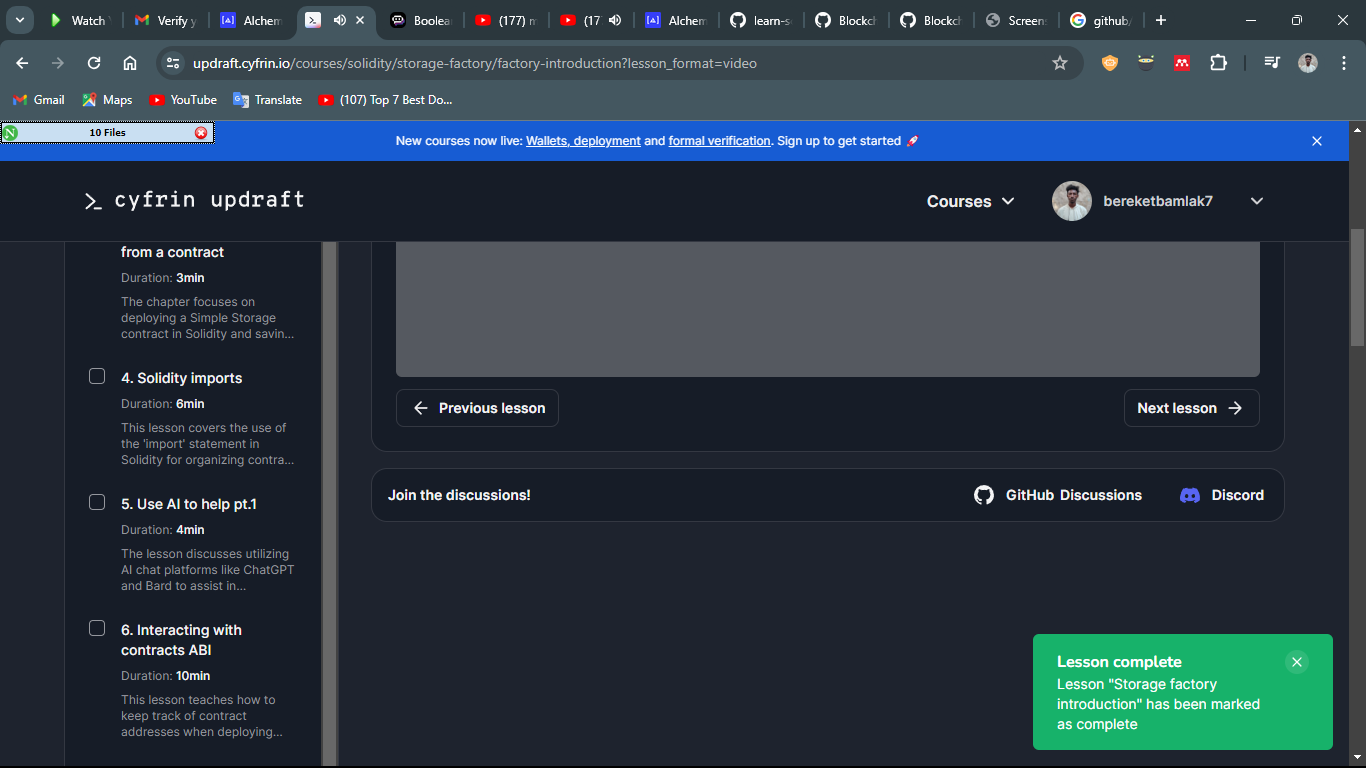 Watch
Verify y
Alchem
Boolea
(177) m
(17
Alchem
learn-s
Blockch
Blockch
Screen
github/
updraft.cyfrin.io/courses/solidity/storage-factory/factory-introduction?lesson_format=video
Gmail
Maps
YouTube
Translate
(107) Top 7 Best Do...
10 Files
New courses now live: Wallets, deployment and formal verification. Sign up to get started 🚀
>_ cyfrin updraft
Courses
bereketbamlak7
from a contract
Duration: 3min
The chapter focuses on
deploying a Simple Storage
contract in Solidity and savin...
4. Solidity imports
Duration: 6min
This lesson covers the use of
the 'import' statement in
Solidity for organizing contra...
5. Use AI to help pt.1
Duration: 4min
The lesson discusses utilizing
AI chat platforms like ChatGPT
and Bard to assist in...
6. Interacting with
contracts ABI
Duration: 10min
This lesson teaches how to
keep track of contract
addresses when deploying...
Previous lesson
Next lesson
Join the discussions!
GitHub Discussions
Discord
Lesson complete
Lesson "Storage factory
introduction" has been marked
as complete